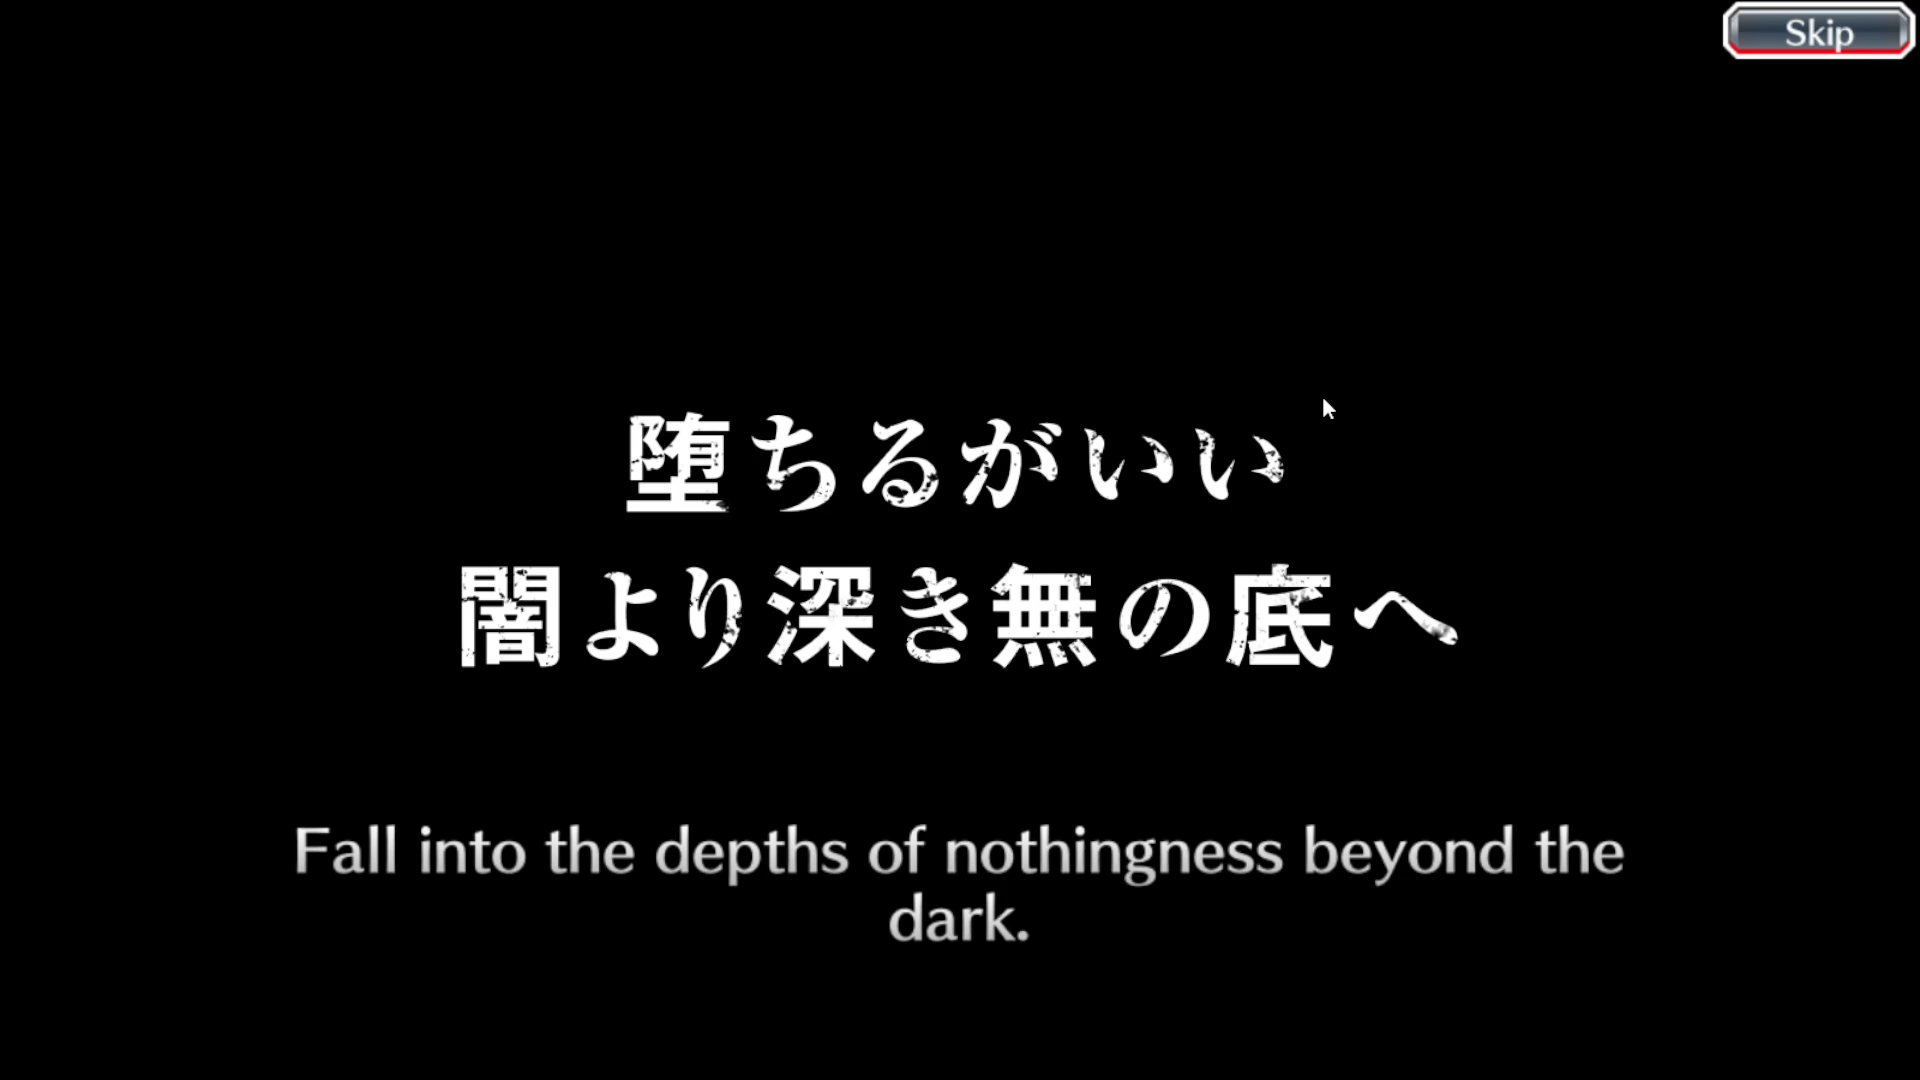 Skip
堕ちるがいい
闇より深き無の底へ
Fall into the depths of nothingness beyond the
dark.